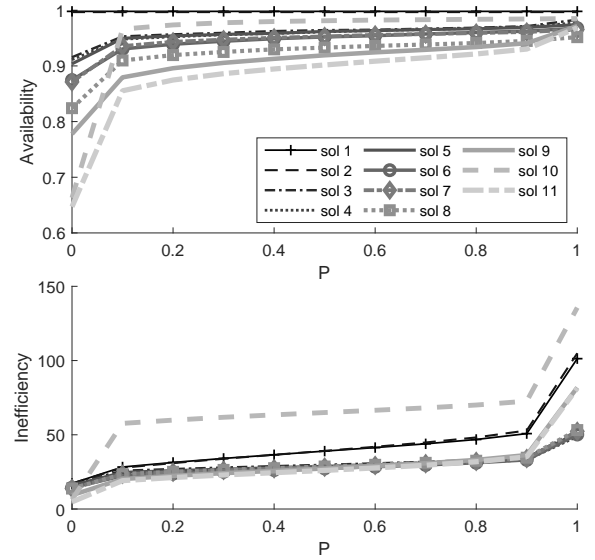 1
0.9
0.8
0.7
0.6
Availability
sol 1 sol 5 sol 9
sol 2 sol 6 sol 10
sol 3 sol 7 sol 11
sol 4 sol 8
0 0.2 0.4 0.6 0.8 1
P
150
100
50
0
Inefficiency
0 0.2 0.4 0.6 0.8 1
P